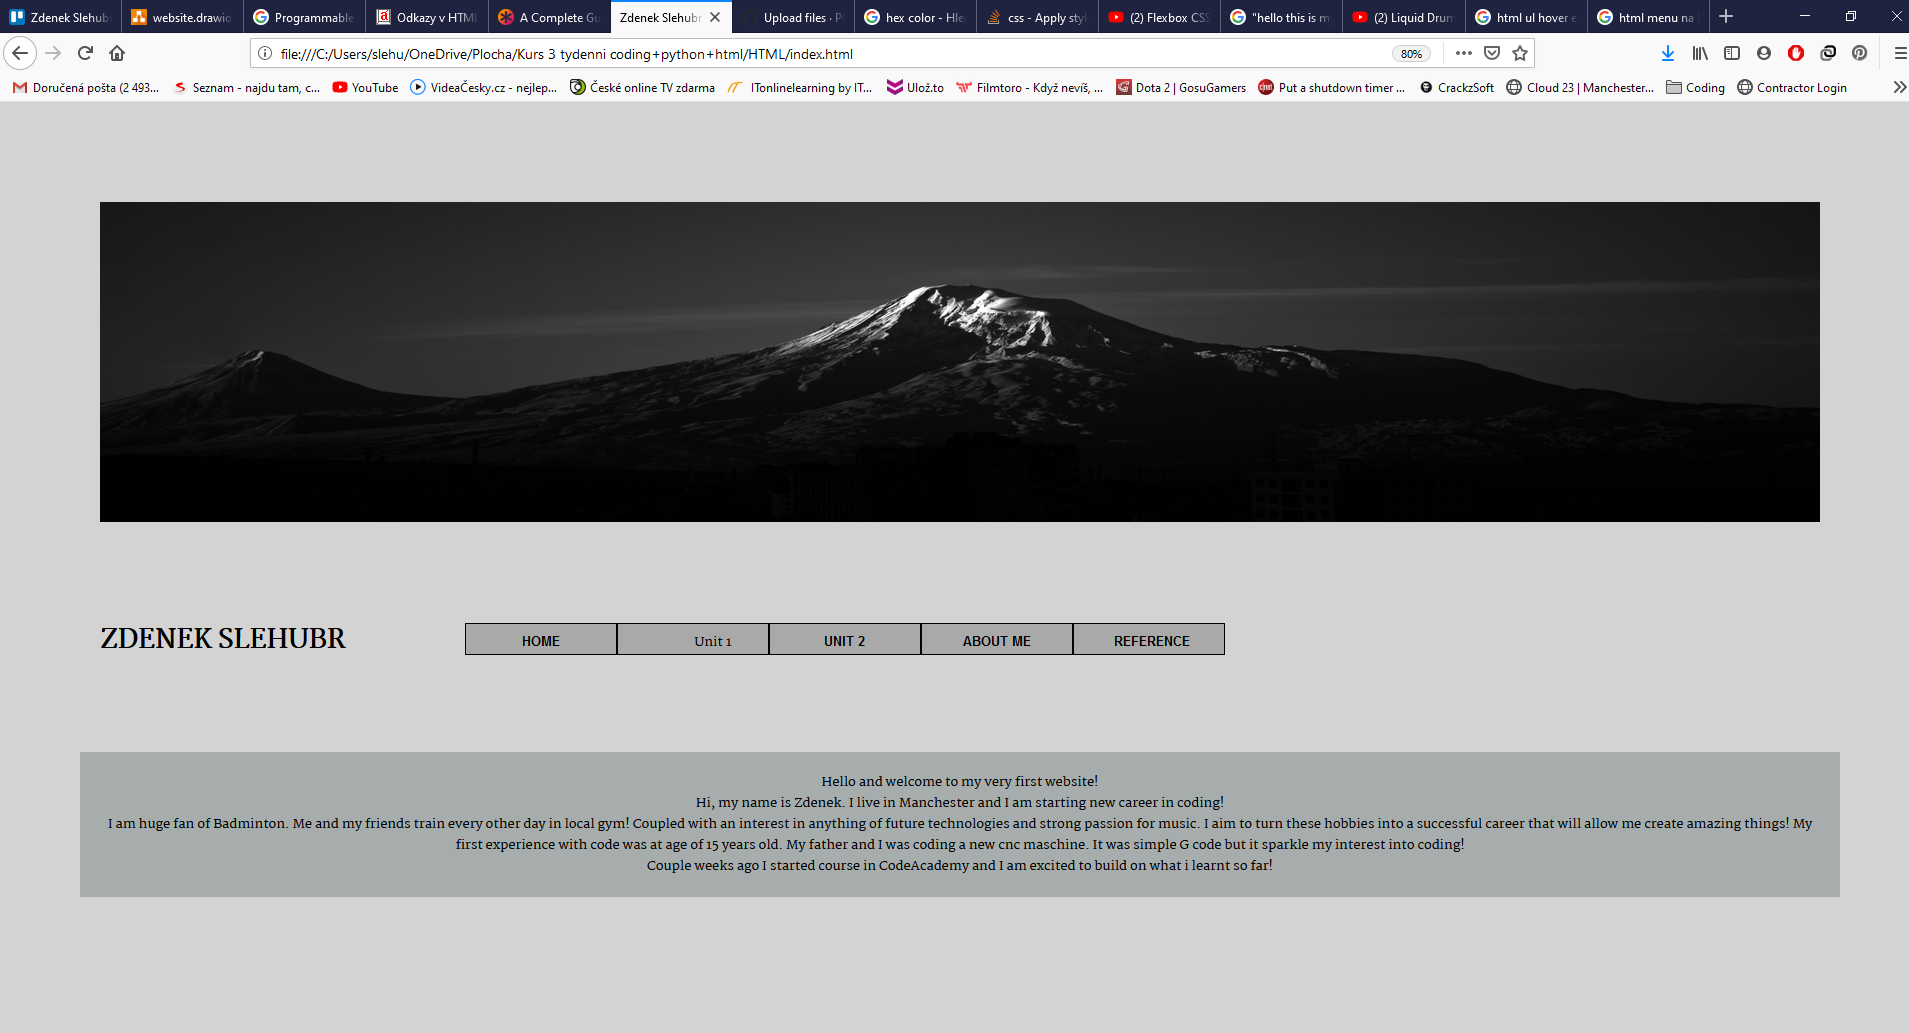 Zdenek Slehub
website.drawio
Programmable
Odkazy v HTML
A Complete Gu
Zdenek Slehubr
Upload files · P
hex color - Hle
css - Apply styl
(2) Flexbox CSS
"hello this is my
(2) Liquid Drum
html ul hover e
html menu na
file:///C:/Users/slehu/OneDrive/Plocha/Kurs 3 tydenni coding+python+html/HTML/index.html
80%
Doručená pošta (2 493...
Seznam - najdu tam, c...
YouTube
VideaČesky.cz - nejlep...
České online TV zdarma
ITonlinelearning by IT...
Ulož.to
Filmtoro - Když nevíš, ...
Dota 2 | GosuGamers
Put a shutdown timer ...
CrackzSoft
Cloud 23 | Manchester...
Coding
Contractor Login
ZDENEK SLEHUBR
HOME
Unit 1
UNIT 2
ABOUT ME
REFERENCE
Hello and welcome to my very first website!
Hi, my name is Zdenek. I live in Manchester and I am starting new career in coding!
I am huge fan of Badminton. Me and my friends train every other day in local gym! Coupled with an interest in anything of future technologies and strong passion for music. I aim to turn these hobbies into a successful career that will allow me create amazing things! My
first experience with code was at age of 15 years old. My father and I was coding a new cnc maschine. It was simple G code but it sparkle my interest into coding!
Couple weeks ago I started course in CodeAcademy and I am excited to build on what i learnt so far!